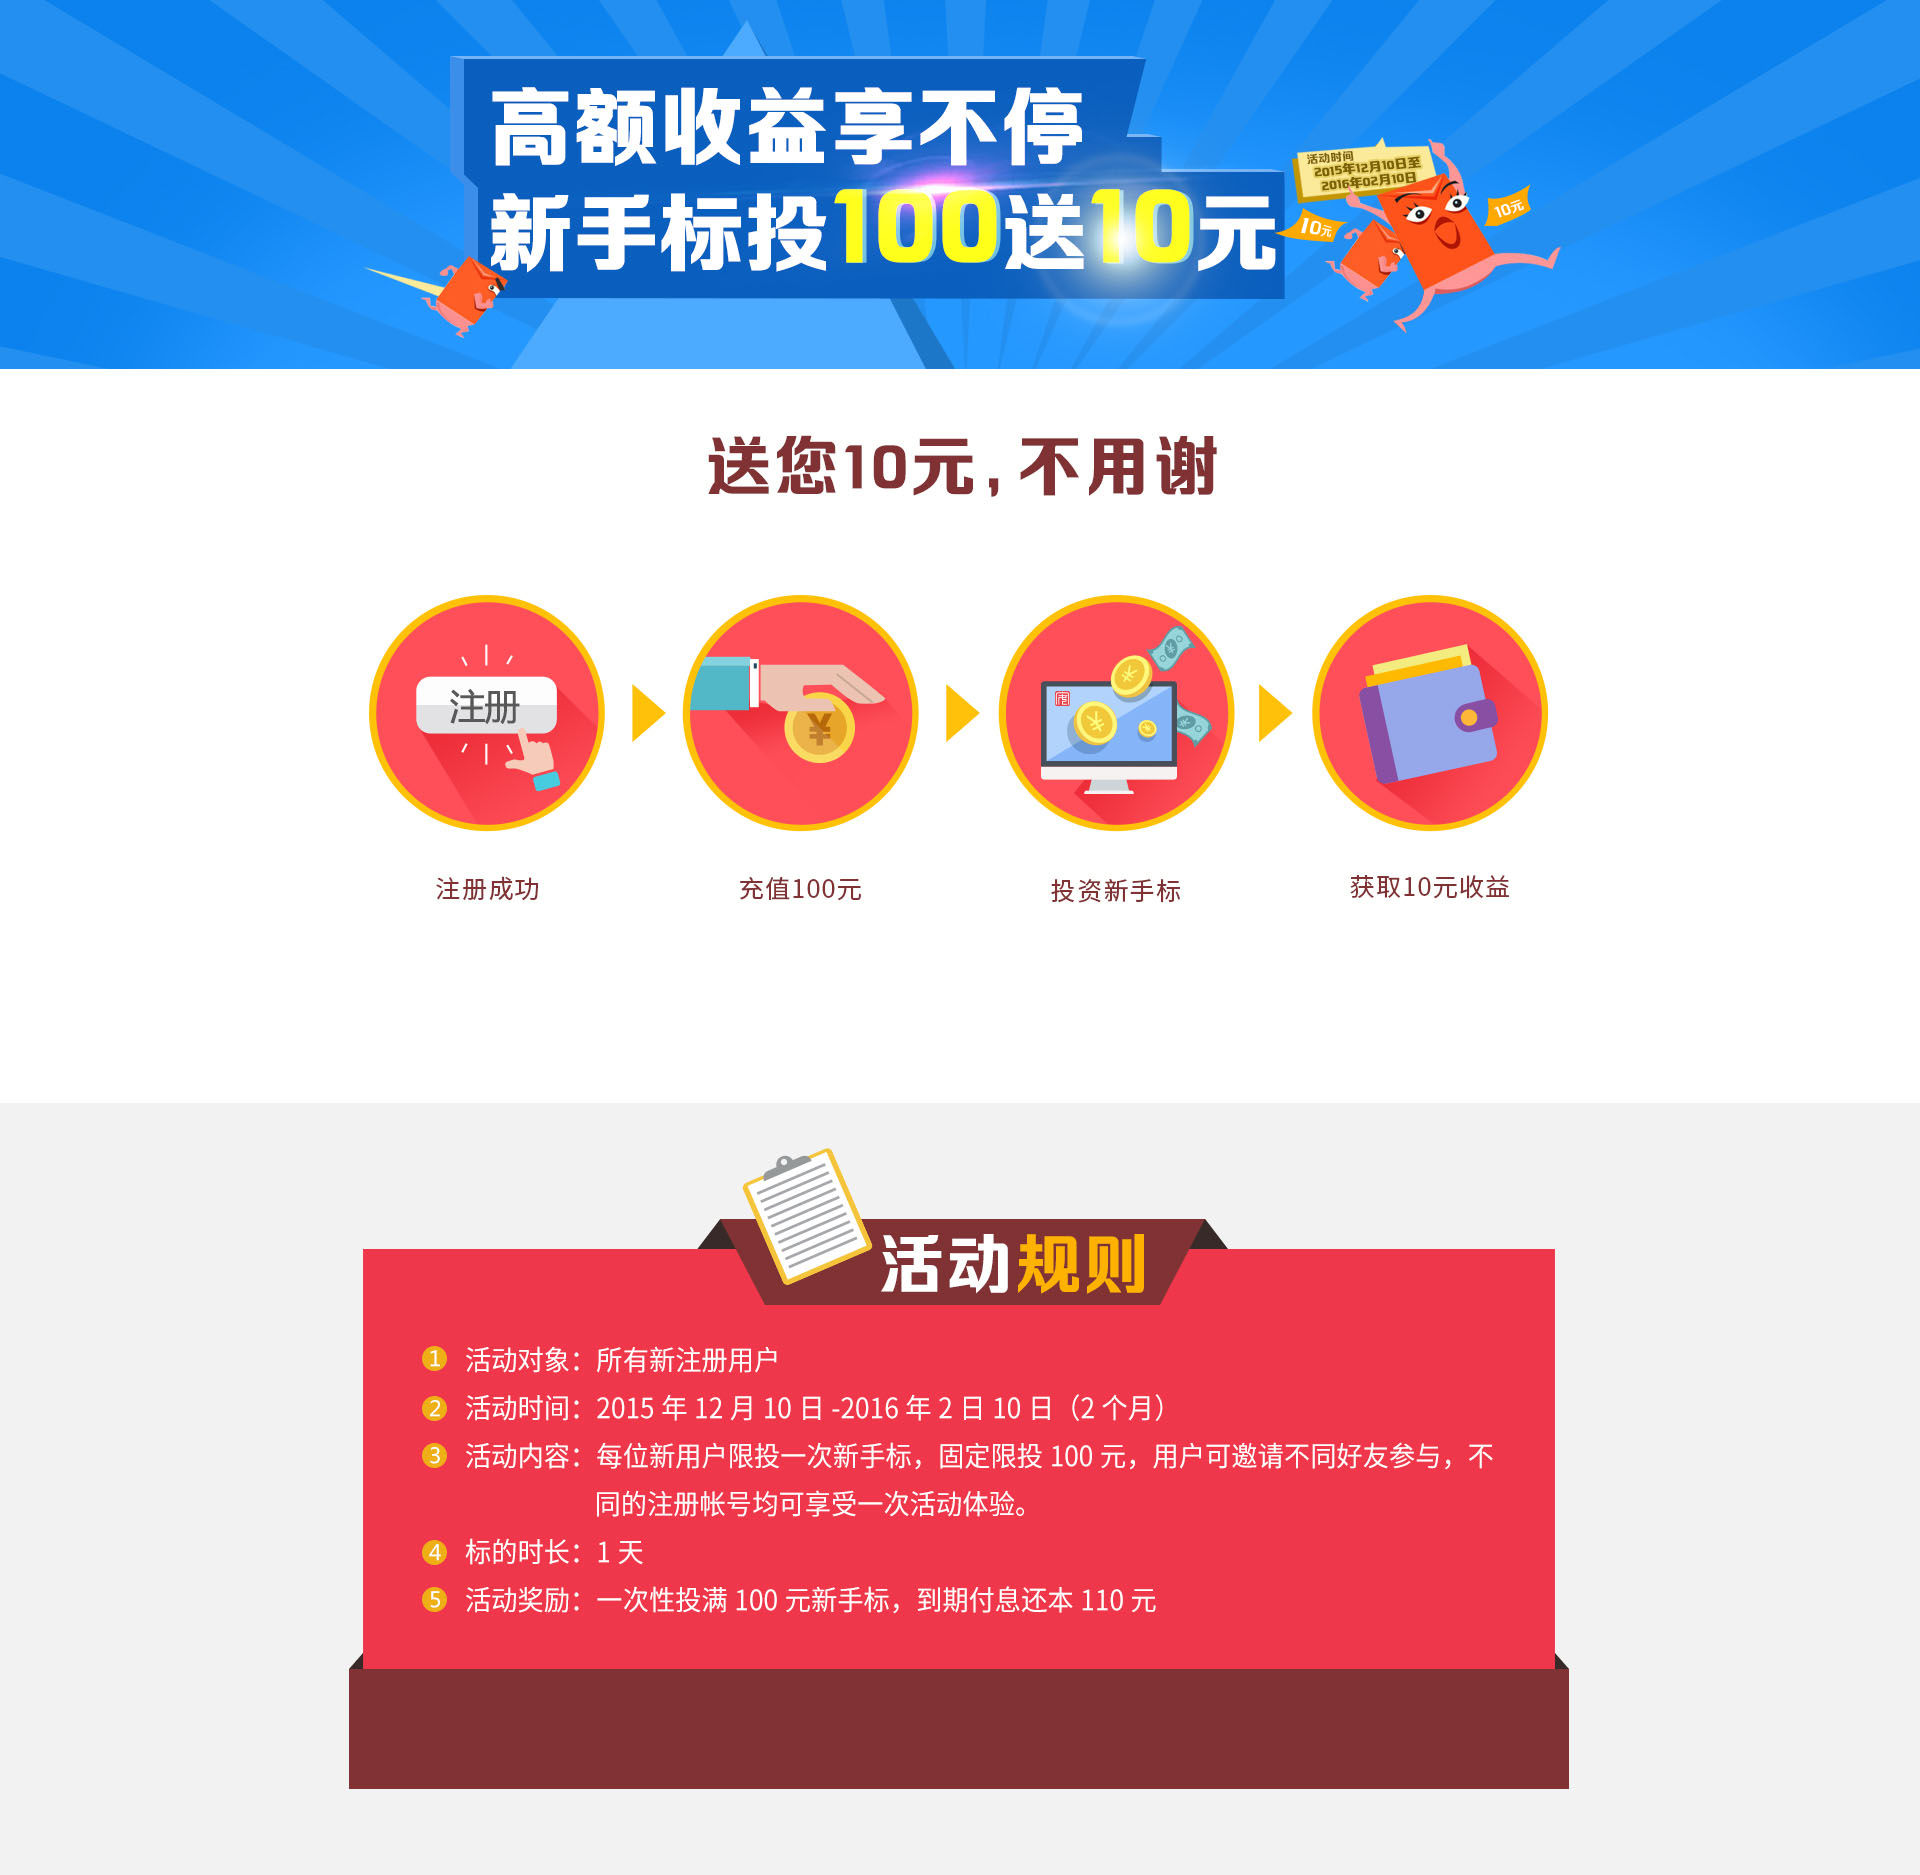 高额收益享不停
新手标投100送10元
活动时间
2015年12月10日至
2016年02月10日
10元
10元
送您10元，不用谢
注册
¥
注册成功
充值100元
投资新手标
获取10元收益
活动规则
1 活动对象：所有新注册用户
2 活动时间：2015 年 12 月 10 日 -2016 年 2 日 10 日（2 个月）
3 活动内容：每位新用户限投一次新手标，固定限投 100 元，用户可邀请不同好友参与，不
同的注册帐号均可享受一次活动体验。
4 标的时长：1 天
5 活动奖励：一次性投满 100 元新手标，到期付息还本 110 元